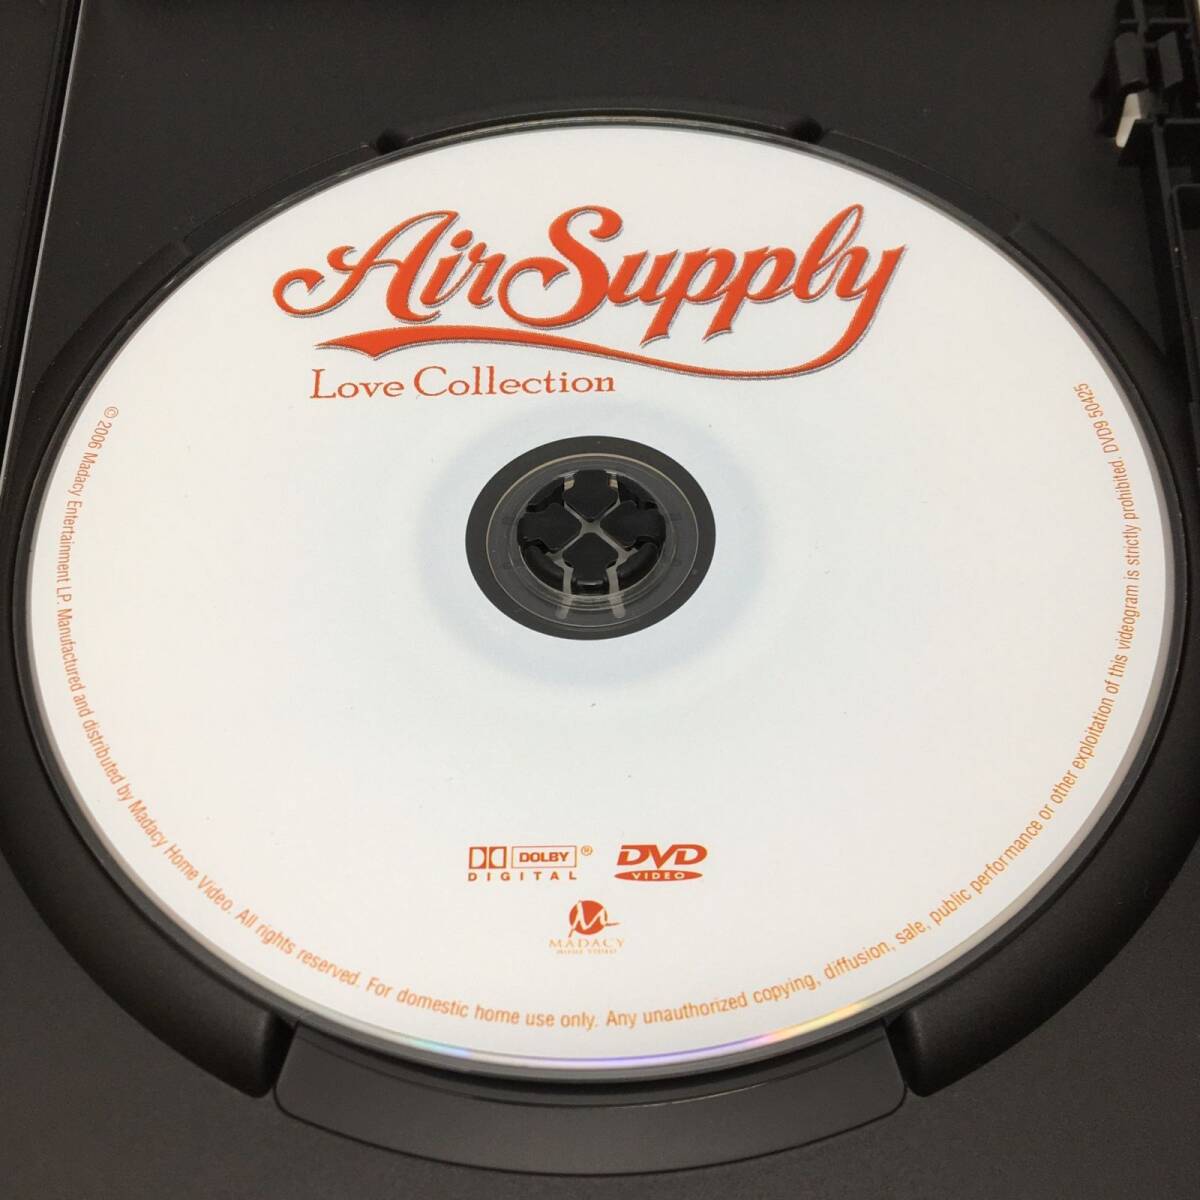 Air Supply
Love Collection
DOLBY ®
DIGITAL
DVD
VIDEO
MADACY
HOME VIDEO
© 2006 Madacy Entertainment LP. Manufactured and distributed by Madacy Home Video. All rights reserved. For domestic home use only. Any unauthorized copying, diffusion, sale, public performance or other exploitation of this videogram is strictly prohibited. DVD9 50425